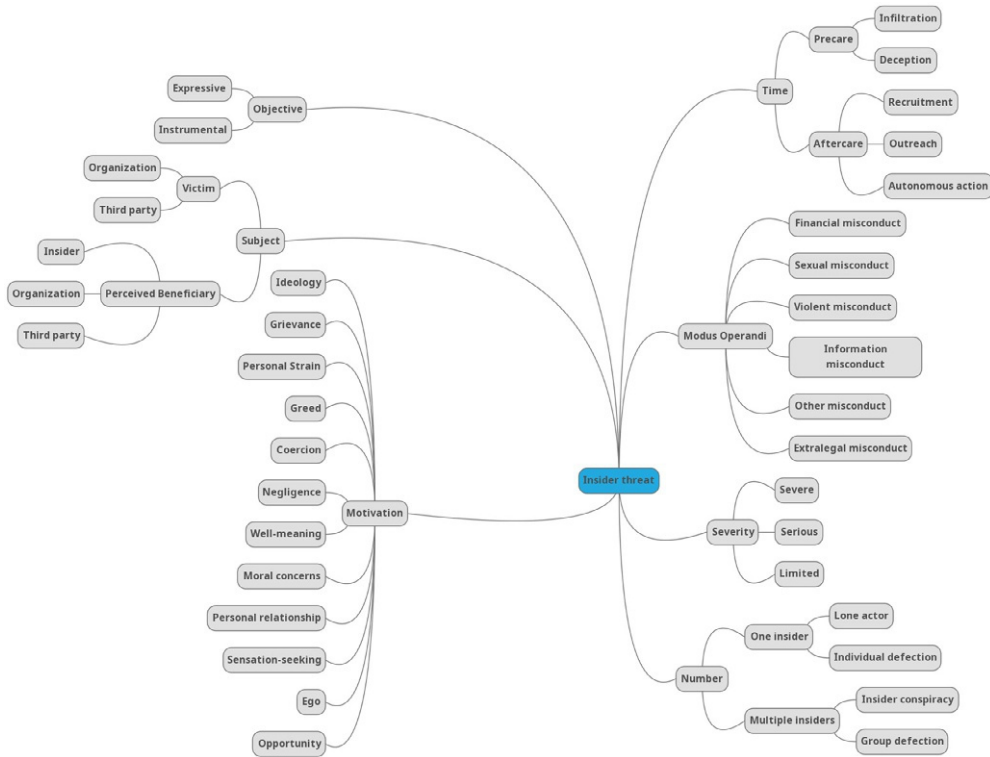 Insider threat
Objective
Expressive
Instrumental
Subject
Victim
Organization
Third party
Perceived Beneficiary
Insider
Organization
Third party
Motivation
Ideology
Grievance
Personal Strain
Greed
Coercion
Negligence
Well-meaning
Moral concerns
Personal relationship
Sensation-seeking
Ego
Opportunity
Time
Precare
Infiltration
Deception
Aftercare
Recruitment
Outreach
Autonomous action
Modus Operandi
Financial misconduct
Sexual misconduct
Violent misconduct
Information
misconduct
Other misconduct
Extralegal misconduct
Severity
Severe
Serious
Limited
Number
One insider
Lone actor
Individual defection
Multiple insiders
Insider conspiracy
Group defection